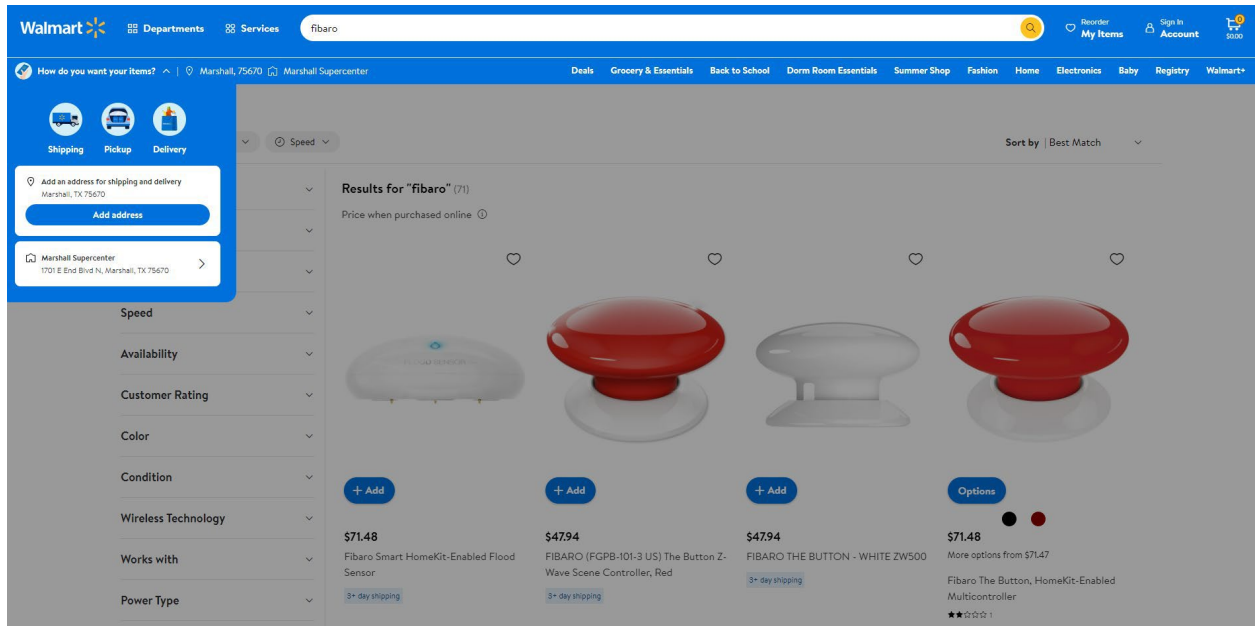 Walmart
Departments
Services
fibaro
Reorder
My Items
Sign In
Account
0
$0.00
How do you want your items?
Marshall, 75670
Marshall Supercenter
Deals
Grocery & Essentials
Back to School
Dorm Room Essentials
Summer Shop
Fashion
Home
Electronics
Baby
Registry
Walmart+
Shipping
Pickup
Delivery
Add an address for shipping and delivery
Marshall, TX 75670
Add address
Marshall Supercenter
1701 E End Blvd N, Marshall, TX 75670
Speed
Sort by | Best Match
Speed
Availability
Customer Rating
Color
Condition
Wireless Technology
Works with
Power Type
Results for "fibaro" (71)
Price when purchased online
+ Add
$71.48
Fibaro Smart HomeKit-Enabled Flood
Sensor
3+ day shipping
+ Add
$47.94
FIBARO (FGPB-101-3 US) The Button Z-
Wave Scene Controller, Red
3+ day shipping
+ Add
$47.94
FIBARO THE BUTTON - WHITE ZW500
3+ day shipping
Options
$71.48
More options from $71.47
Fibaro The Button, HomeKit-Enabled
Multicontroller
1